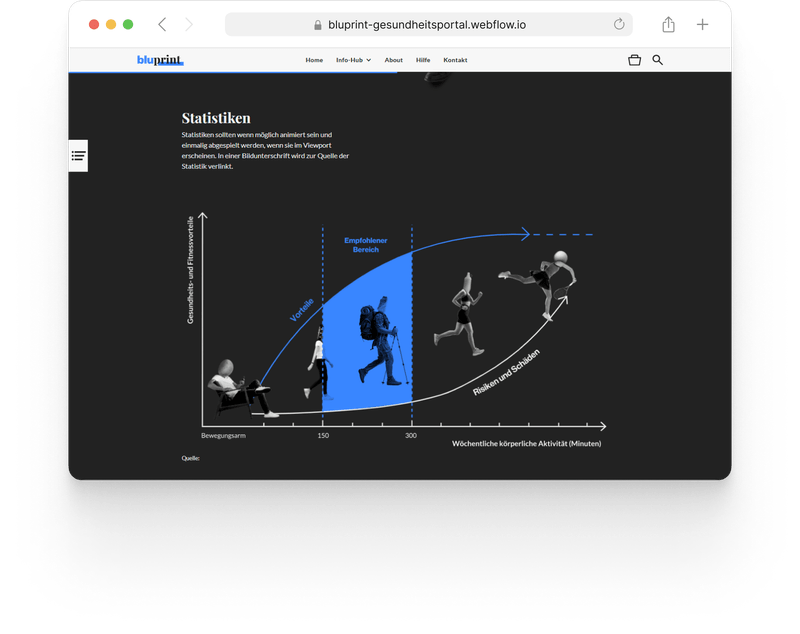 bluprint-gesundheitsportal.webflow.io
bluprint
Home Info-Hub About Hilfe Kontakt
Statistiken
Statistiken sollten wenn möglich animiert sein und
einmalig abgespielt werden, wenn sie im Viewport
erscheinen. In einer Bildunterschrift wird zur Quelle der
Statistik verlinkt.
Gesundheits- und Fitnessvorteile
Empfohlener
Bereich
Vorteile
Risiken und Schäden
Bewegungsarm
150
300
Wöchentliche körperliche Aktivität (Minuten)
Quelle: